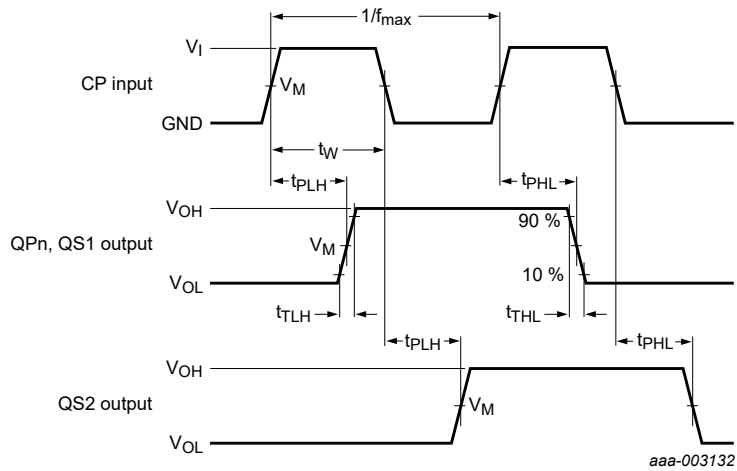 1/fmax
VI
CP input
VM
GND
tW
tPLH
tPHL
VOH
90 %
QPn, QS1 output
VM
10 %
VOL
tTLH
tTHL
tPLH
tPHL
VOH
QS2 output
VM
VOL
aaa-003132